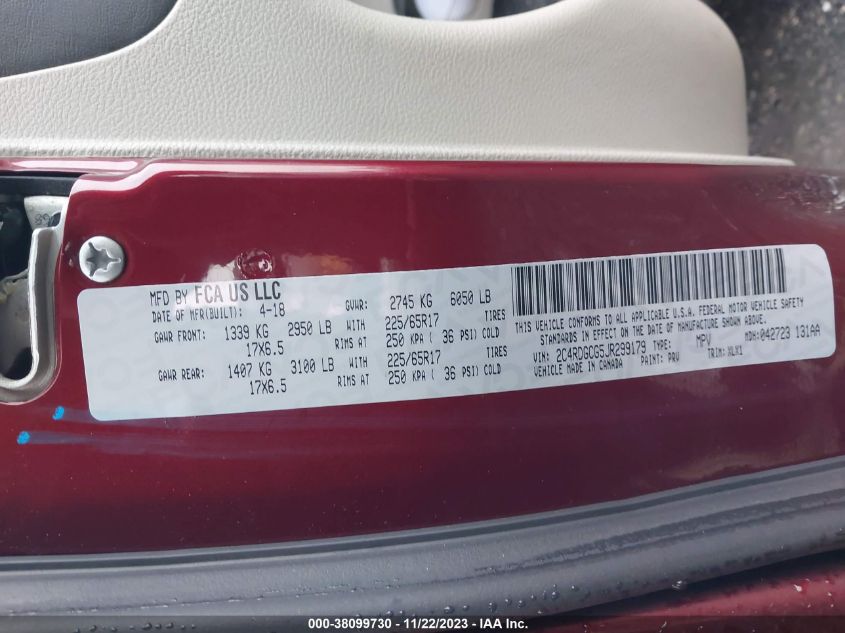 MFD BY FCA US LLC
DATE OF MFR(BUILT): 4-18 GVWR: 2745 KG 6050 LB
GAWR FRONT: 1339 KG 2950 LB WITH 225/65R17 TIRES
17X6.5 RIMS AT 250 KPA ( 36 PSI) COLD
GAWR REAR: 1407 KG 3100 LB WITH 225/65R17 TIRES
17X6.5 RIMS AT 250 KPA ( 36 PSI) COLD
THIS VEHICLE CONFORMS TO ALL APPLICABLE U.S.A. FEDERAL MOTOR VEHICLE SAFETY
STANDARDS IN EFFECT ON THE DATE OF MANUFACTURE SHOWN ABOVE.
VIN: 2C4RDGCG5JR299179 TYPE: MPV MDH: 042723 131AA
VEHICLE MADE IN CANADA PAINT: PRV TRIM: XLX1
000-38099730 - 11/22/2023 - IAAI.com